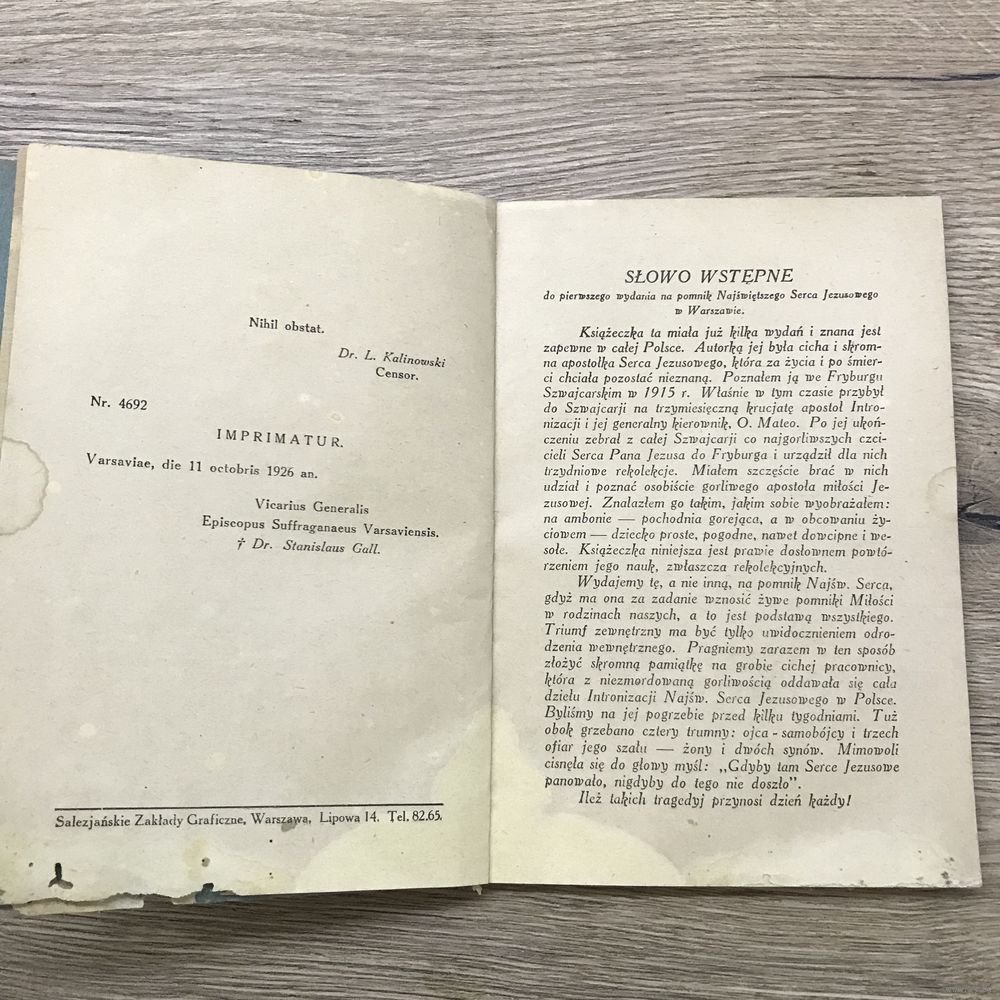 Nihil obstat.
Dr. L. Kalinowski
Censor.
Nr. 4692
IMPRIMATUR.
Varsaviae, die 11 octobris 1926 an.
Vicarius Generalis
Episcopus Suffraganaeus Varsaviensis.
† Dr. Stanislaus Gall.
Salezjańskie Zakłady Graficzne, Warszawa, Lipowa 14. Tel. 82.65.
SŁOWO WSTĘPNE
do pierwszego wydania na pomnik Najświętszego Serca Jezusowego
w Warszawie.
Książeczka ta miała już kilka wydań i znana jest
zapewne w całej Polsce. Autorką jej była cicha i skrom-
na apostołka Serca Jezusowego, która za życia i po śmier-
ci chciała pozostać nieznaną. Poznałem ją we Fryburgu
Szwajcarskim w 1915 r. Właśnie w tym czasie przybył
do Szwajcarji na trzymiesięczną krucjatę apostoł Intro-
nizacji i jej generalny kierownik, O. Mateo. Po jej ukoń-
czeniu zebrał z całej Szwajcarji co najgorliwszych czci-
cieli Serca Pana Jezusa do Fryburga i urządził dla nich
trzydniowe rekolekcje. Miałem szczęście brać w nich
udział i poznać osobiście gorliwego apostoła miłości Je-
zusowej. Znalazłem go takim, jakim sobie wyobrażałem:
na ambonie — pochodnia gorejąca, a w obcowaniu ży-
ciowem — dziecko proste, pogodne, nawet dowcipne i we-
sołe. Książeczka niniejsza jest prawie dosłownem powtó-
rzeniem jego nauk, zwłaszcza rekolekcyjnych.
Wydajemy tę, a nie inną, na pomnik Najśw. Serca,
gdyż ma ona za zadanie wznosić żywe pomniki Miłości
w rodzinach naszych, a to jest podstawą wszystkiego.
Triumf zewnętrzny ma być tylko uwidocznieniem odro-
dzenia wewnętrznego. Pragniemy zarazem w ten sposób
złożyć skromną pamiątkę na grobie cichej pracownicy,
która z niezmordowaną gorliwością oddawała się cała
dziełu Intronizacji Najśw. Serca Jezusowego w Polsce.
Byliśmy na jej pogrzebie przed kilku tygodniami. Tuż
obok grzebano cztery trumny: ojca - samobójcy i trzech
ofiar jego szału — żony i dwóch synów. Mimowoli
cisnęła się do głowy myśl: „Gdyby tam Serce Jezusowe
panowało, nigdyby do tego nie doszło".
Ileż takich tragedyj przynosi dzień każdy!